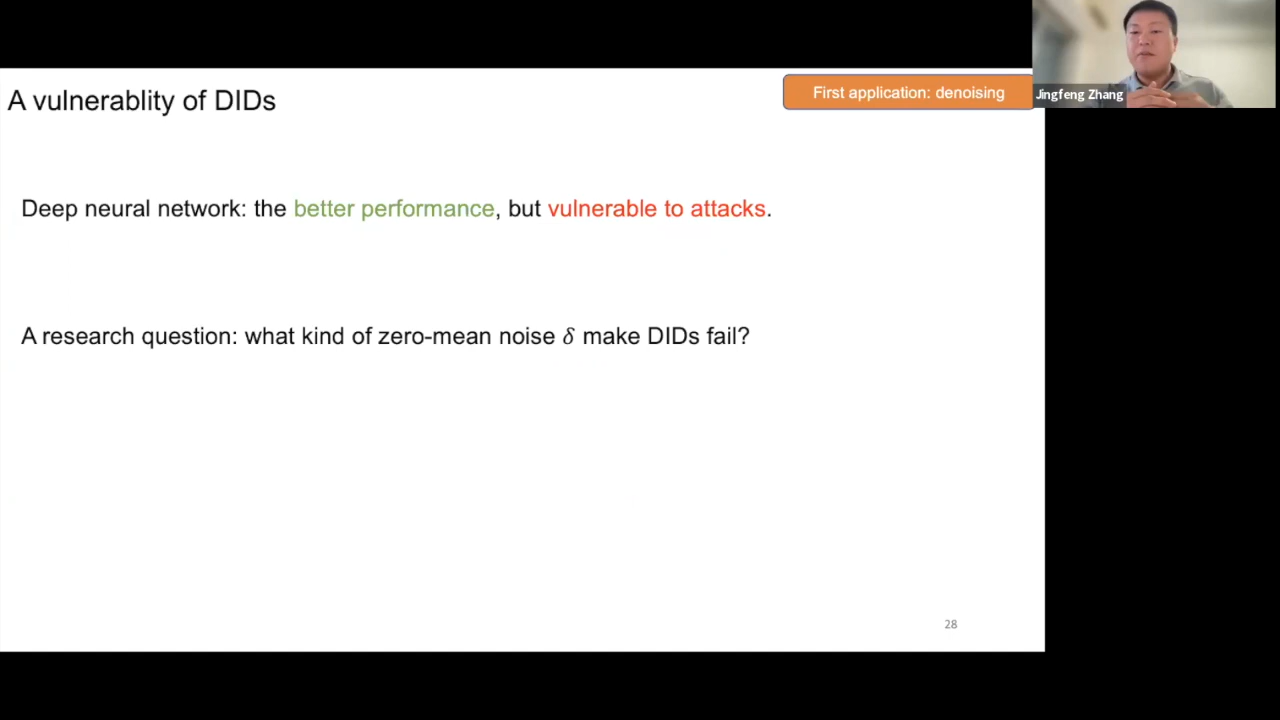 A vulnerablity of DIDs
First application: denoising
Jingfeng Zhang
Deep neural network: the better performance, but vulnerable to attacks.
A research question: what kind of zero-mean noise δ make DIDs fail?
28